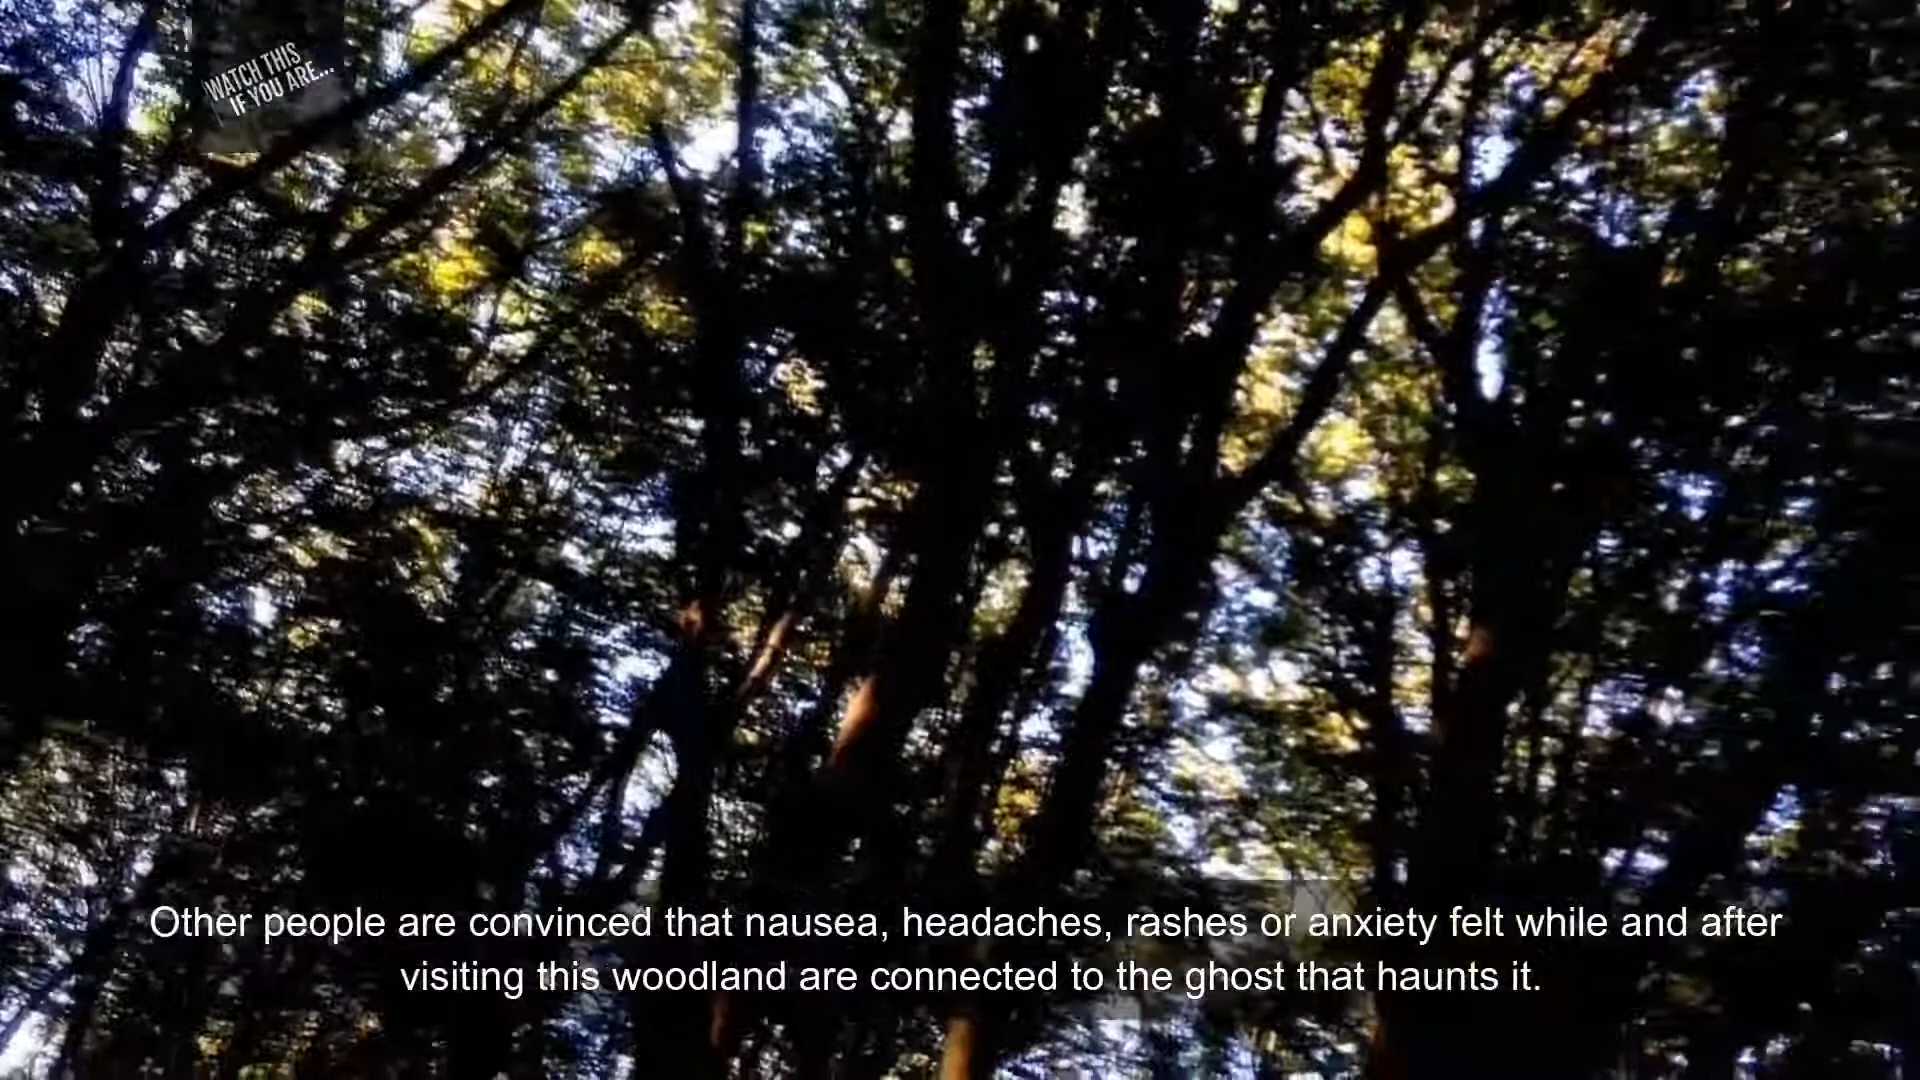 WATCH THIS
IF YOU ARE...
Other people are convinced that nausea, headaches, rashes or anxiety felt while and after
visiting this woodland are connected to the ghost that haunts it.